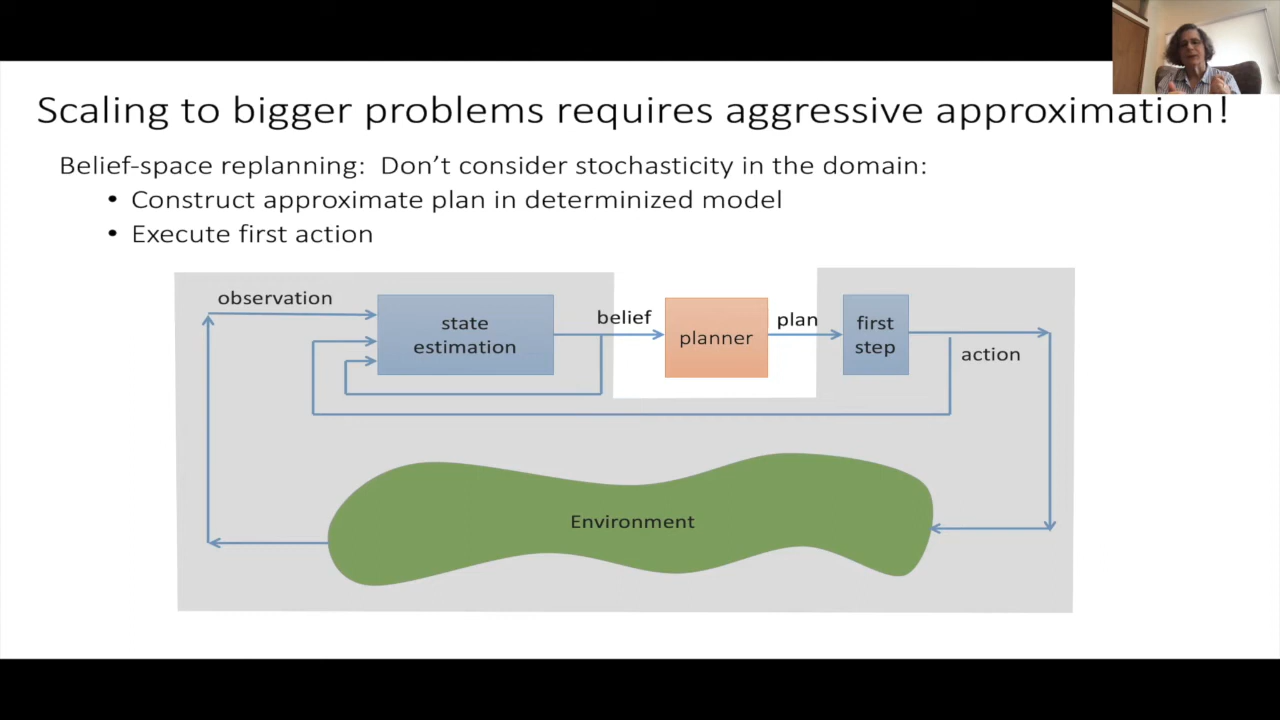 Scaling to bigger problems requires aggressive approximation!
Belief-space replanning: Don't consider stochasticity in the domain:
• Construct approximate plan in determinized model
• Execute first action
observation
state
estimation
belief
planner
plan
first
step
action
Environment